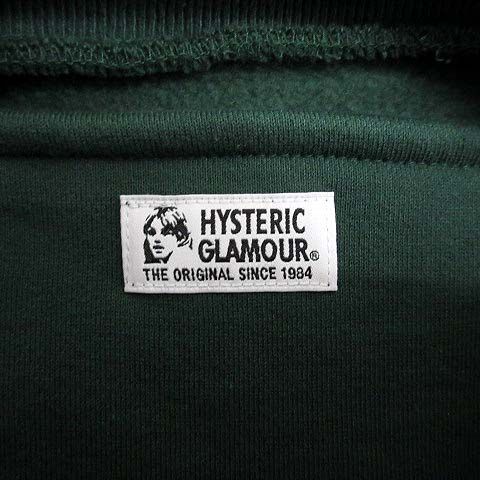 HYSTERIC
GLAMOUR®
THE ORIGINAL SINCE 1984